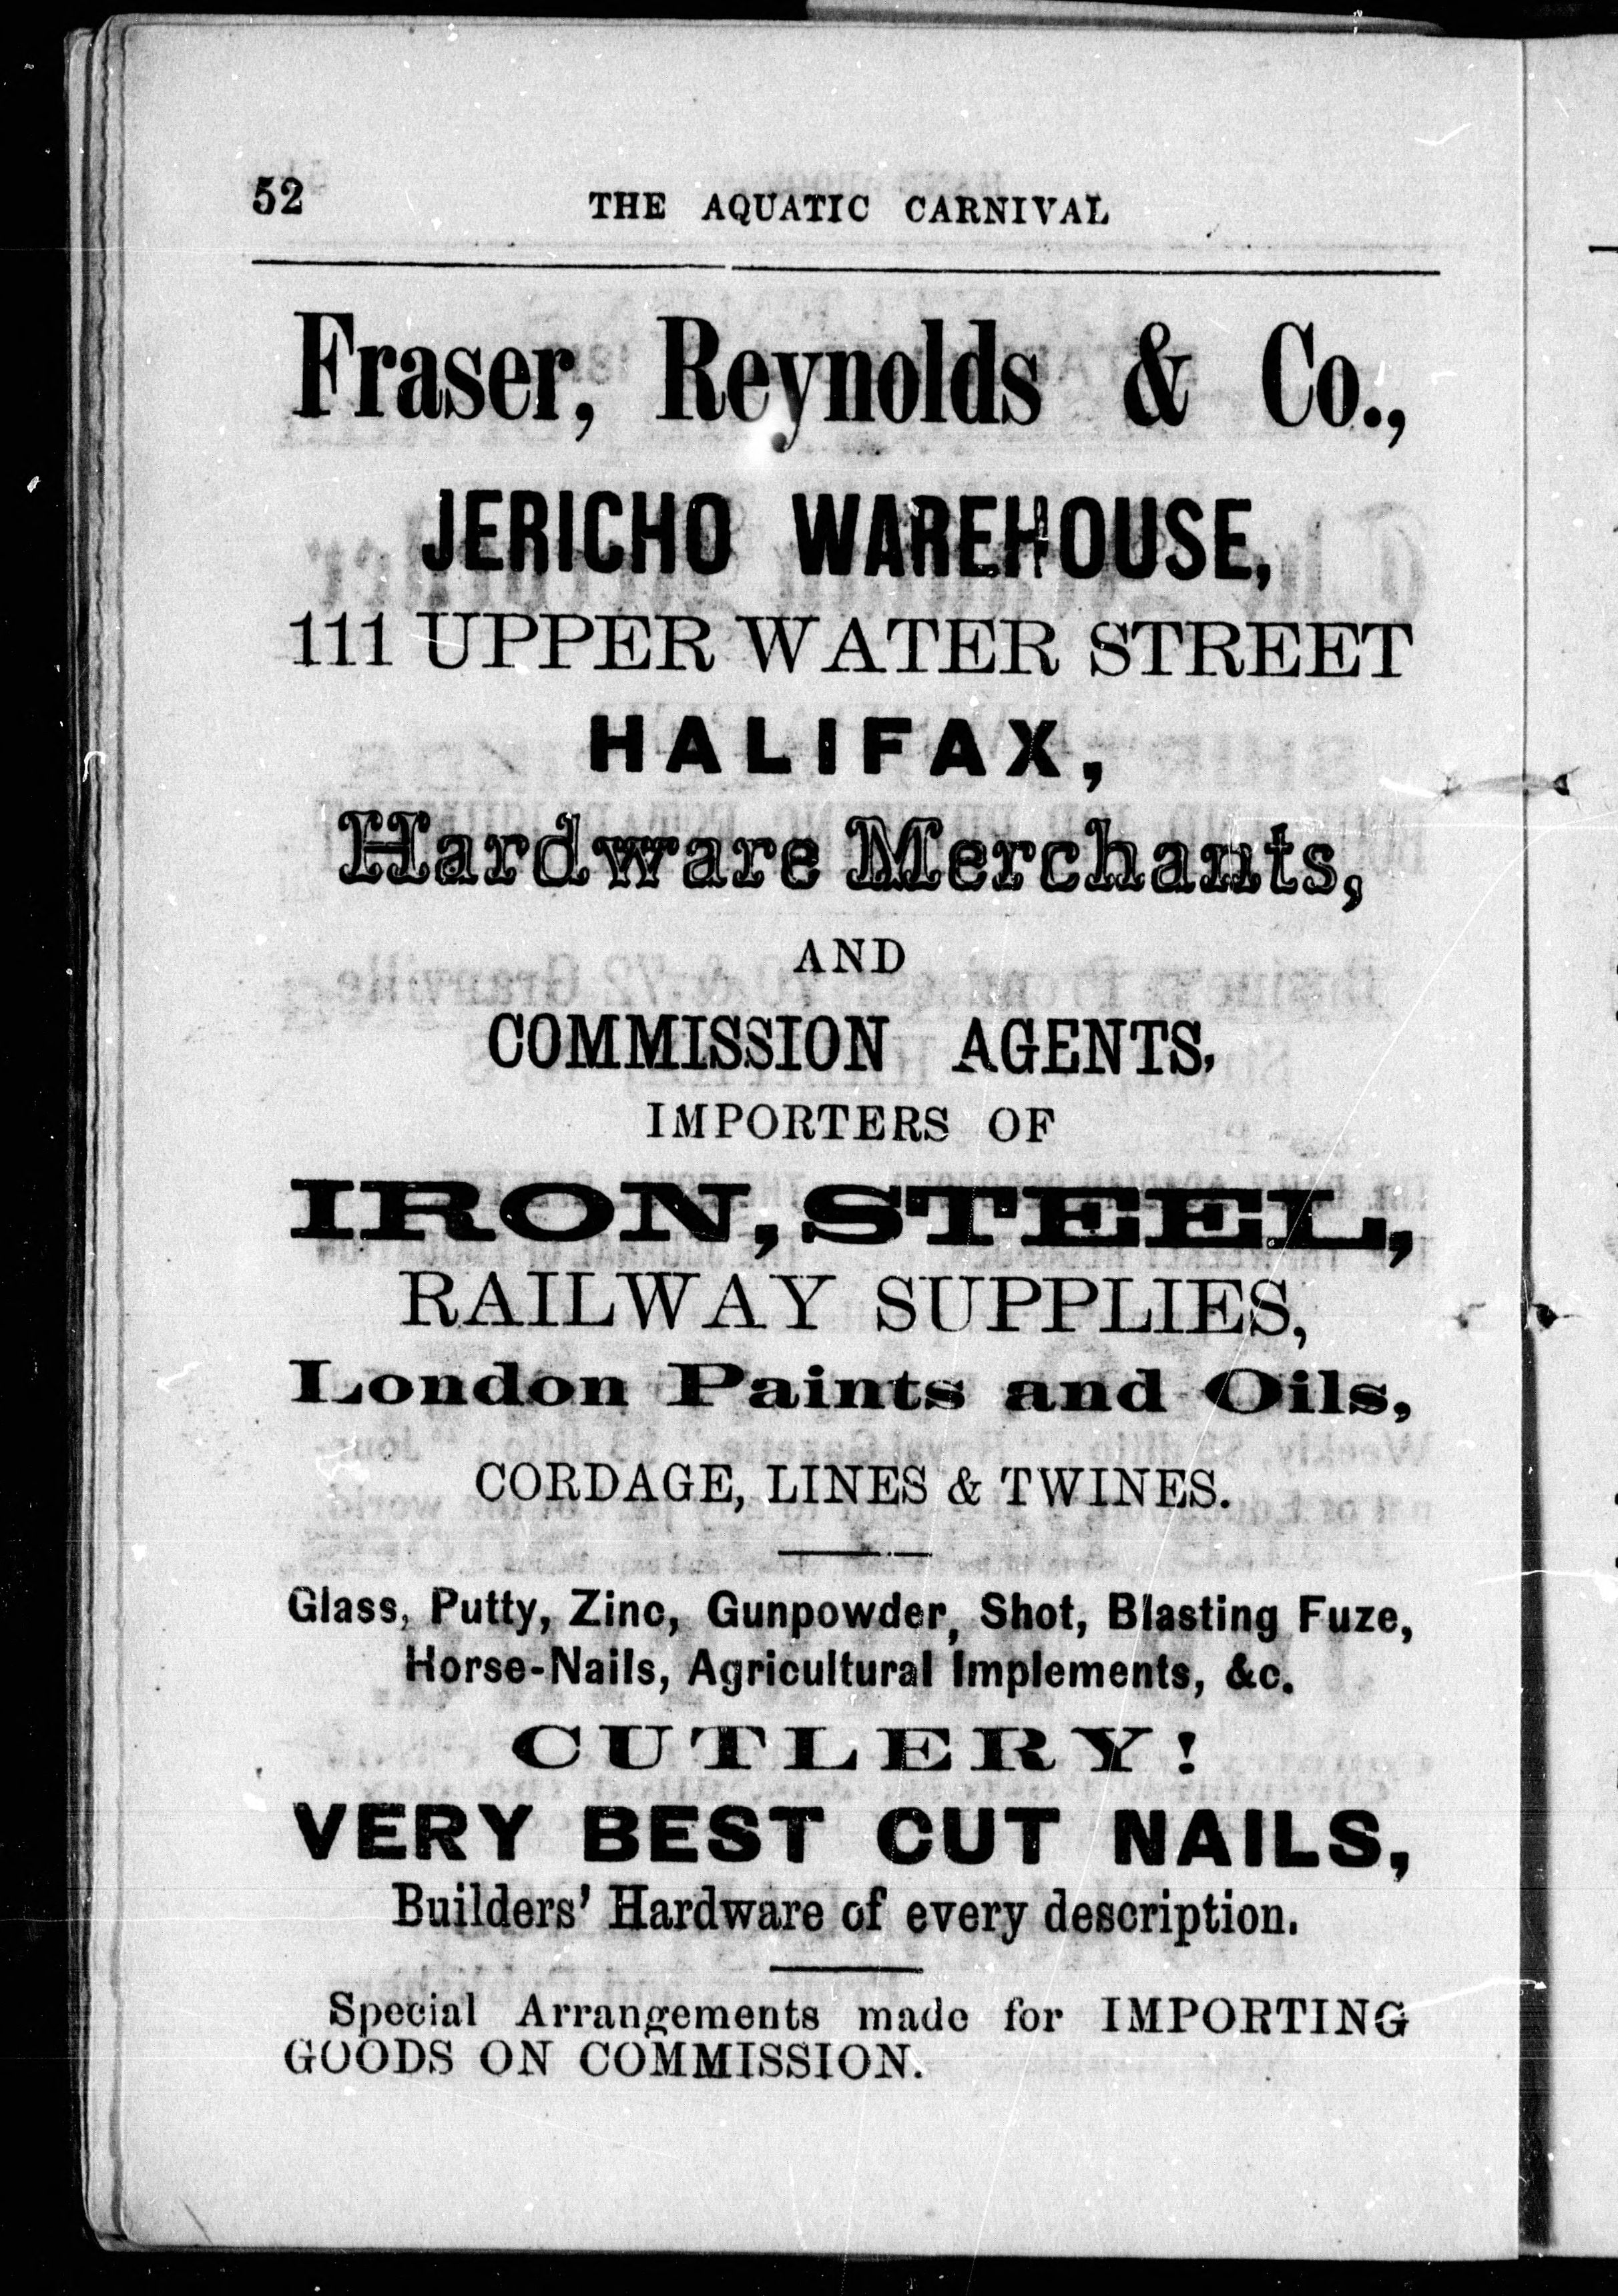 52 THE AQUATIC CARNIVAL
Fraser, Reynolds & Co.,
JERICHO WAREHOUSE,
111 UPPER WATER STREET
HALIFAX,
Hardware Merchants,
AND
COMMISSION AGENTS,
IMPORTERS OF
IRON, STEEL,
RAILWAY SUPPLIES,
London Paints and Oils,
CORDAGE, LINES & TWINES.
Glass, Putty, Zinc, Gunpowder, Shot, Blasting Fuze,
Horse-Nails, Agricultural Implements, &c.
CUTLERY!
VERY BEST CUT NAILS,
Builders' Hardware of every description.
Special Arrangements made for IMPORTING
GOODS ON COMMISSION.